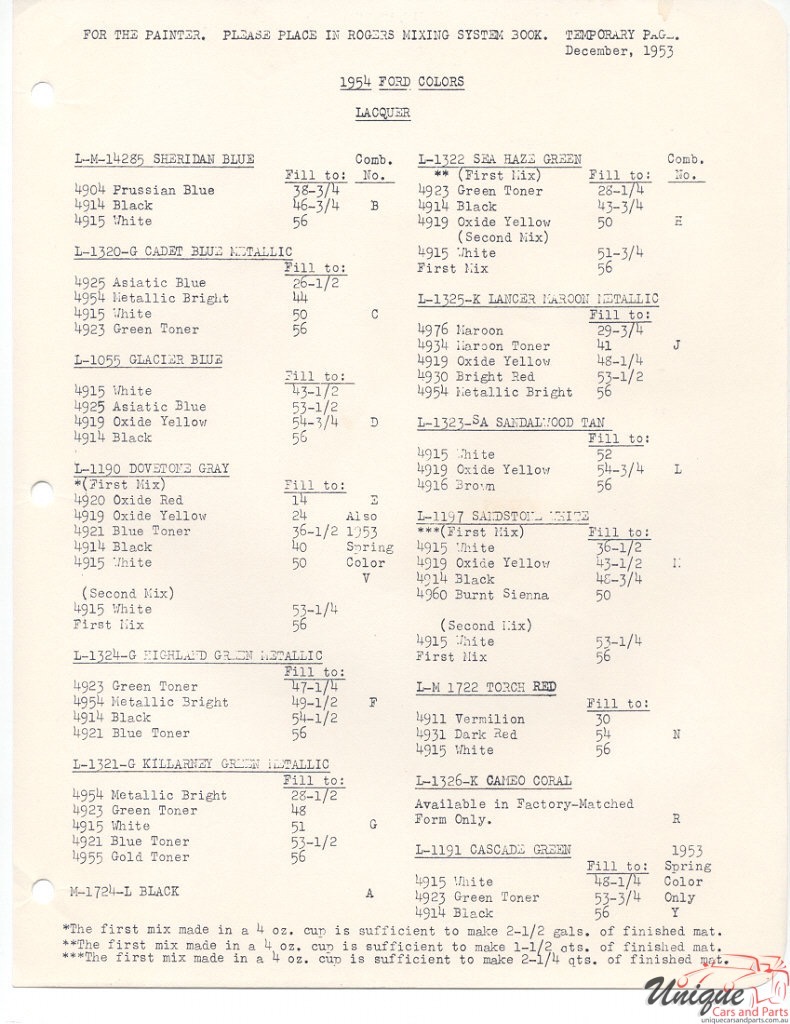 FOR THE PAINTER. PLEASE PLACE IN ROGERS MIXING SYSTEM BOOK. TEMPORARY PAGE.
December, 1953
1954 FORD COLORS
LACQUER
L-M-14285 SHERIDAN BLUE Comb.
Fill to: No.
4904 Prussian Blue 38-3/4
4914 Black 46-3/4 B
4915 White 56
L-1320-G CADET BLUE METALLIC
Fill to:
4925 Asiatic Blue 26-1/2
4954 Metallic Bright 44
4915 White 50 C
4923 Green Toner 56
L-1055 GLACIER BLUE
Fill to:
4915 White 43-1/2
4925 Asiatic Blue 53-1/2
4919 Oxide Yellow 54-3/4 D
4914 Black 56
L-1190 DOVETONE GRAY
*(First Mix) Fill to:
4920 Oxide Red 14 E
4919 Oxide Yellow 24 Also
4921 Blue Toner 36-1/2 1953
4914 Black 40 Spring
4915 White 50 Color
V
(Second Mix)
4915 White 53-1/4
First Mix 56
L-1324-G HIGHLAND GREEN METALLIC
Fill to:
4923 Green Toner 47-1/4
4954 Metallic Bright 49-1/2 F
4914 Black 54-1/2
4921 Blue Toner 56
L-1321-G KILLARNEY GREEN METALLIC
Fill to:
4954 Metallic Bright 28-1/2
4923 Green Toner 48
4915 White 51 G
4921 Blue Toner 53-1/2
4955 Gold Toner 56
M-1724-L BLACK A
L-1322 SEA HAZE GREEN Comb.
** (First Mix) Fill to: No.
4923 Green Toner 28-1/4
4914 Black 43-3/4
4919 Oxide Yellow 50 H
(Second Mix)
4915 White 51-3/4
First Mix 56
L-1325-K LANCER MAROON METALLIC
Fill to:
4976 Maroon 29-3/4
4934 Maroon Toner 41 J
4919 Oxide Yellow 48-1/4
4930 Bright Red 53-1/2
4954 Metallic Bright 56
L-1323-SA SANDALWOOD TAN
Fill to:
4915 White 52
4919 Oxide Yellow 54-3/4 L
4916 Brown 56
L-1197 SANDSTONE WHITE
***(First Mix) Fill to:
4915 White 36-1/2
4919 Oxide Yellow 43-1/2
4914 Black 48-3/4
4960 Burnt Sienna 50
(Second Mix)
4915 White 53-1/4
First Mix 56
L-M 1722 TORCH RED
Fill to:
4911 Vermilion 30
4931 Dark Red 54 N
4915 White 56
L-1326-K CAMEO CORAL
Available in Factory-Matched
Form Only. R
L-1191 CASCADE GREEN 1953
Fill to: Spring
4915 White 48-1/4 Color
4923 Green Toner 53-3/4 Only
4914 Black 56 Y
*The first mix made in a 4 oz. cup is sufficient to make 2-1/2 gals. of finished mat.
**The first mix made in a 4 oz. cup is sufficient to make 1-1/2 qts. of finished mat.
***The first mix made in a 4 oz. cup is sufficient to make 2-1/4 qts. of finished mat.
Unique
Cars and Parts
uniquecarsandparts.com.au